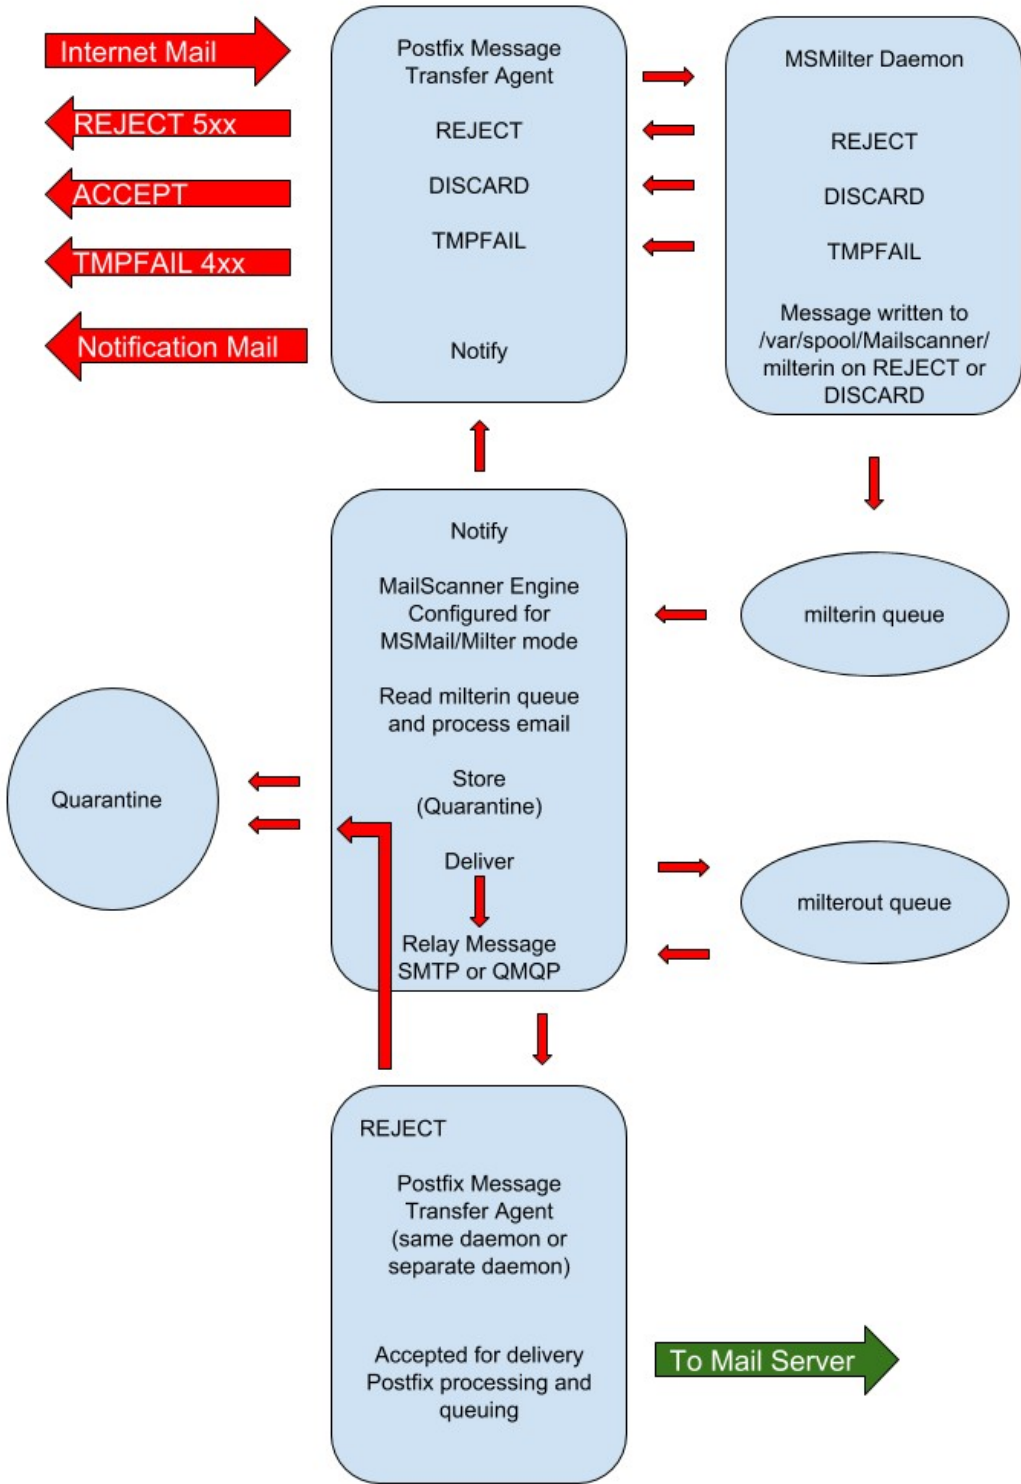 Internet Mail
REJECT 5xx
ACCEPT
TMPFAIL 4xx
Notification Mail
Postfix Message
Transfer Agent
REJECT
DISCARD
TMPFAIL
Notify
MSMilter Daemon
REJECT
DISCARD
TMPFAIL
Message written to
/var/spool/Mailscanner/
milterin on REJECT or
DISCARD
Notify
MailScanner Engine
Configured for
MSMail/Milter mode
Read milterin queue
and process email
Store
(Quarantine)
Deliver
Relay Message
SMTP or QMQP
milterin queue
Quarantine
milterout queue
REJECT
Postfix Message
Transfer Agent
(same daemon or
separate daemon)
Accepted for delivery
Postfix processing and
queuing
To Mail Server